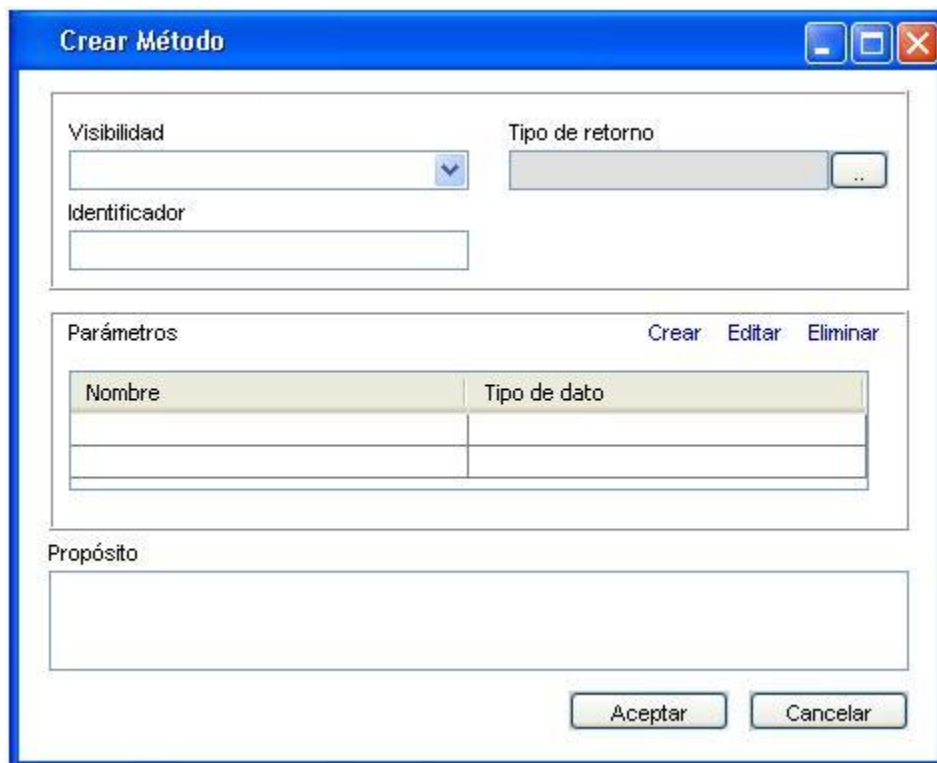 Crear Método
Visibilidad Tipo de retorno
..
Identificador
Parámetros Crear Editar Eliminar
Nombre Tipo de dato
Propósito
Aceptar Cancelar